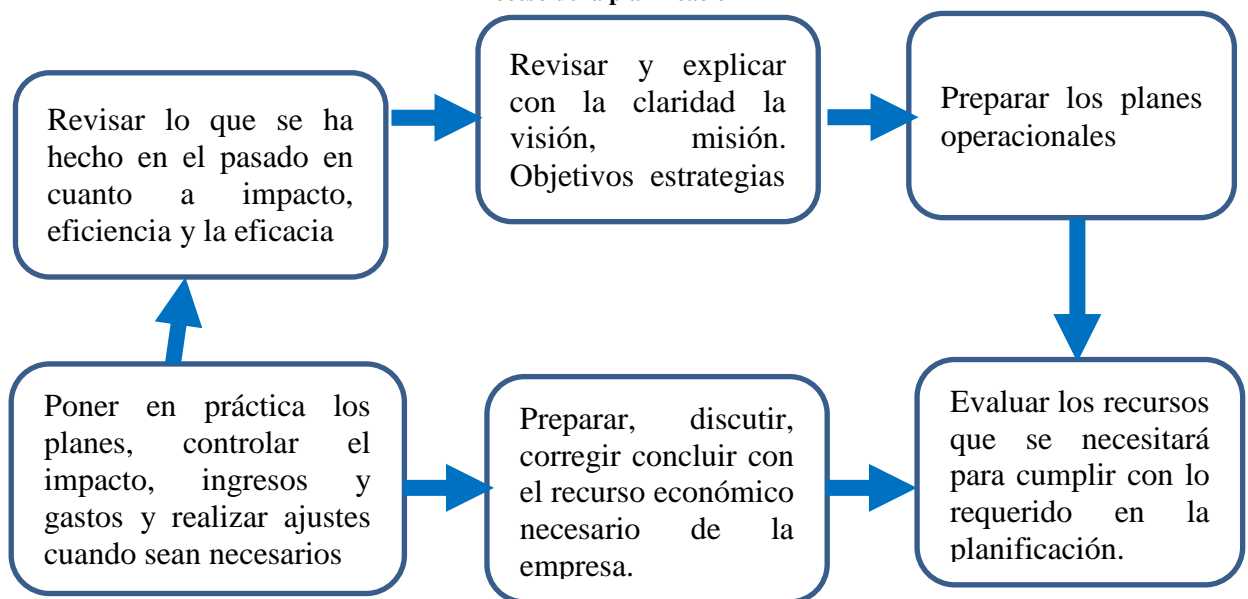 Revisar lo que se ha
hecho en el pasado en
cuanto a impacto,
eficiencia y la eficacia
Revisar y explicar
con la claridad la
visión, misión.
Objetivos estrategias
Preparar los planes
operacionales
Poner en práctica los
planes, controlar el
impacto, ingresos y
gastos y realizar ajustes
cuando sean necesarios
Preparar, discutir,
corregir concluir con
el recurso económico
necesario de la
empresa.
Evaluar los recursos
que se necesitará
para cumplir con lo
requerido en la
planificación.